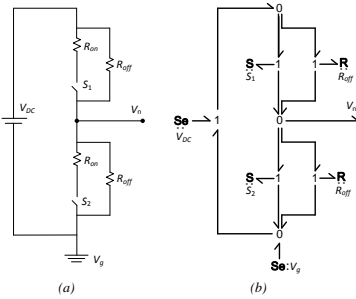 V_DC
R_on
R_off
S_1
V_n
R_on
R_off
S_2
V_g
(a)
0
S
S_1
1
1
R
R_off
Se
V_DC
1
0
V_n
S
S_2
1
1
R
R_off
0
Se:V_g
(b)